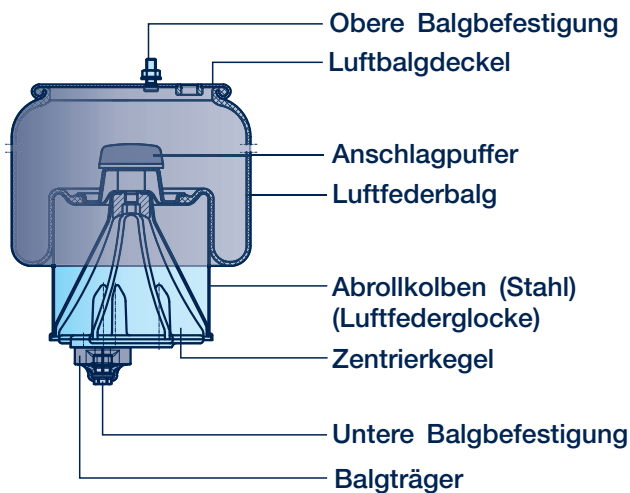 Obere Balgbefestigung
Luftbalgdeckel
Anschlagpuffer
Luftfederbalg
Abrollkolben (Stahl)
(Luftfederglocke)
Zentrierkegel
Untere Balgbefestigung
Balgträger